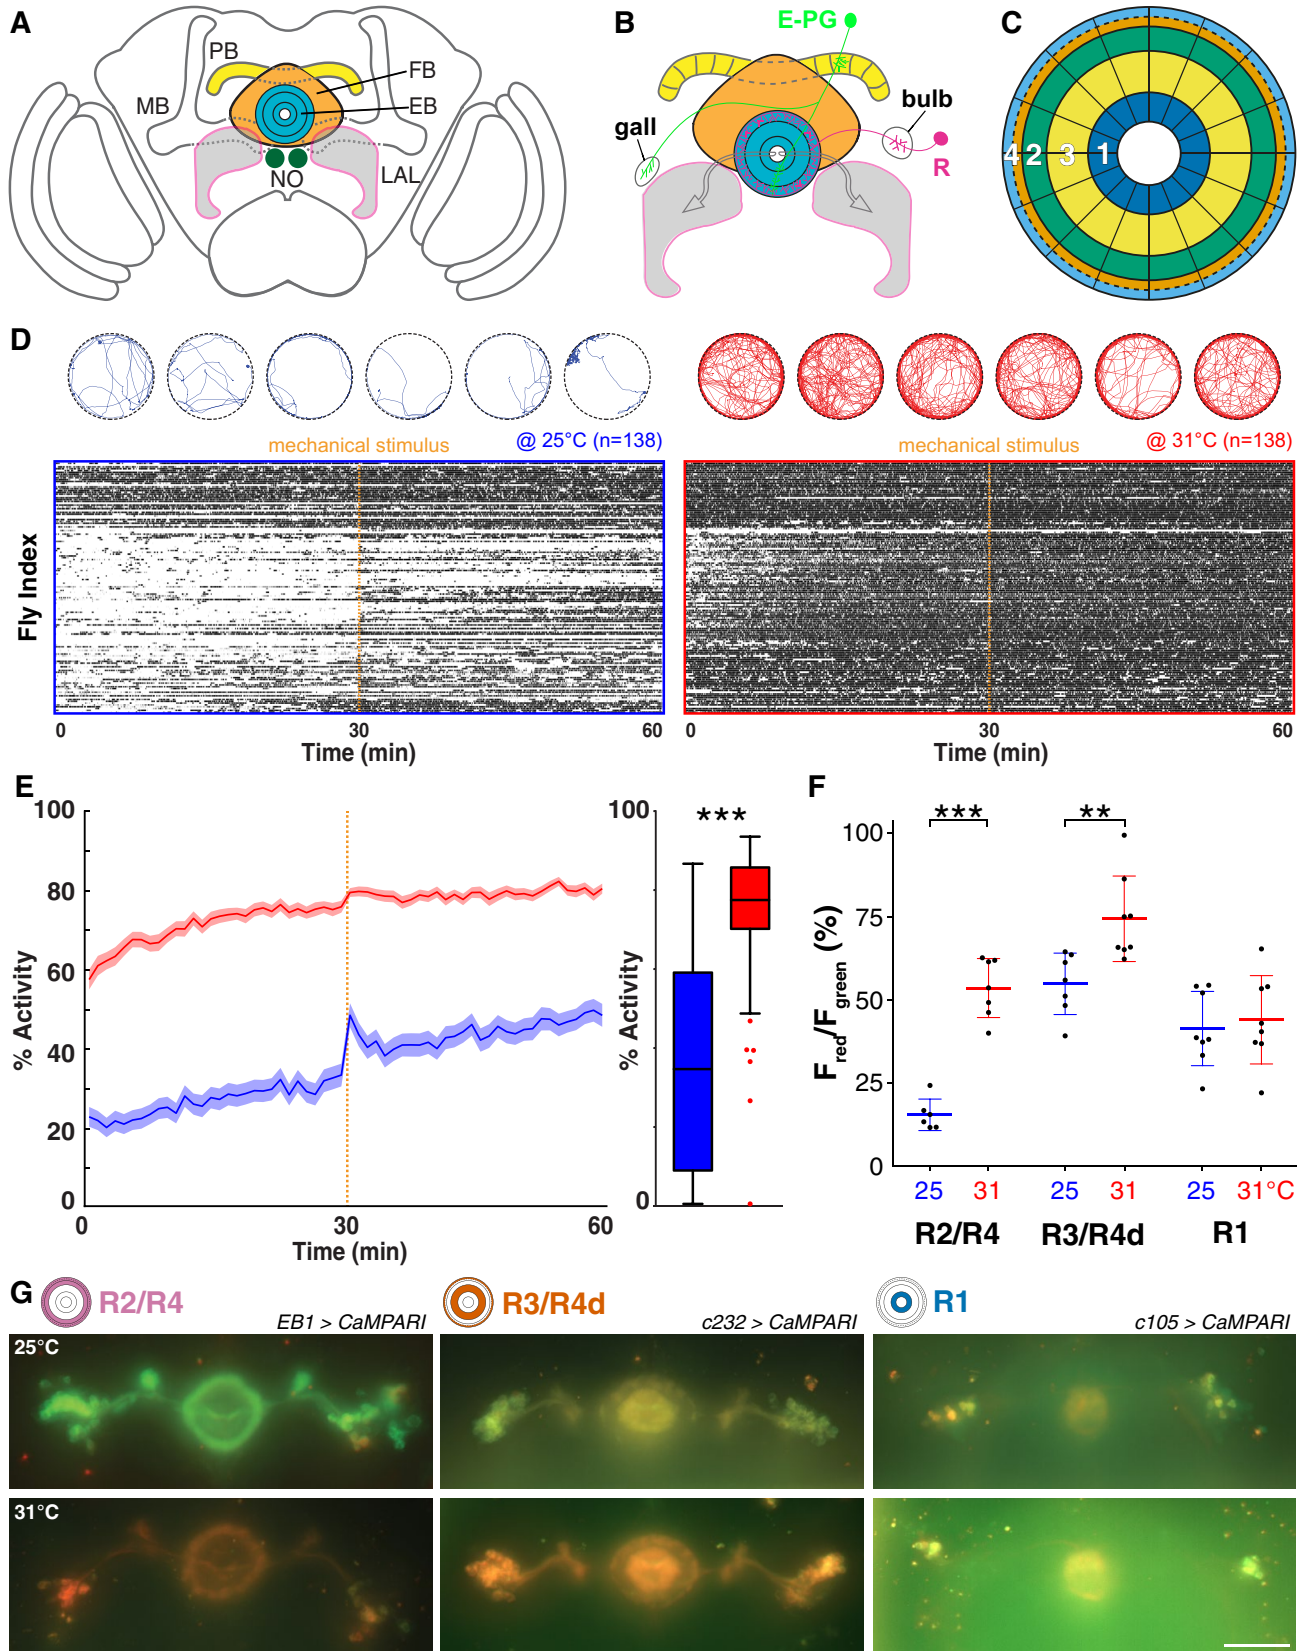 A
PB
FB
EB
MB
NO
LAL
B
E-PG
bulb
gall
R
C
4 2 3 1
D
mechanical stimulus
@ 25°C (n=138)
mechanical stimulus
@ 31°C (n=138)
Fly Index
0 30 60
Time (min)
0 30 60
Time (min)
E
% Activity
100
80
60
40
20
0
0 30 60
Time (min)
% Activity
100
0
***
F
Fred/Fgreen (%)
100
75
50
25
0
*** **
25 31 25 31 25 31°C
R2/R4 R3/R4d R1
G
R2/R4
EB1 > CaMPARI
R3/R4d
c232 > CaMPARI
R1
c105 > CaMPARI
25°C
31°C